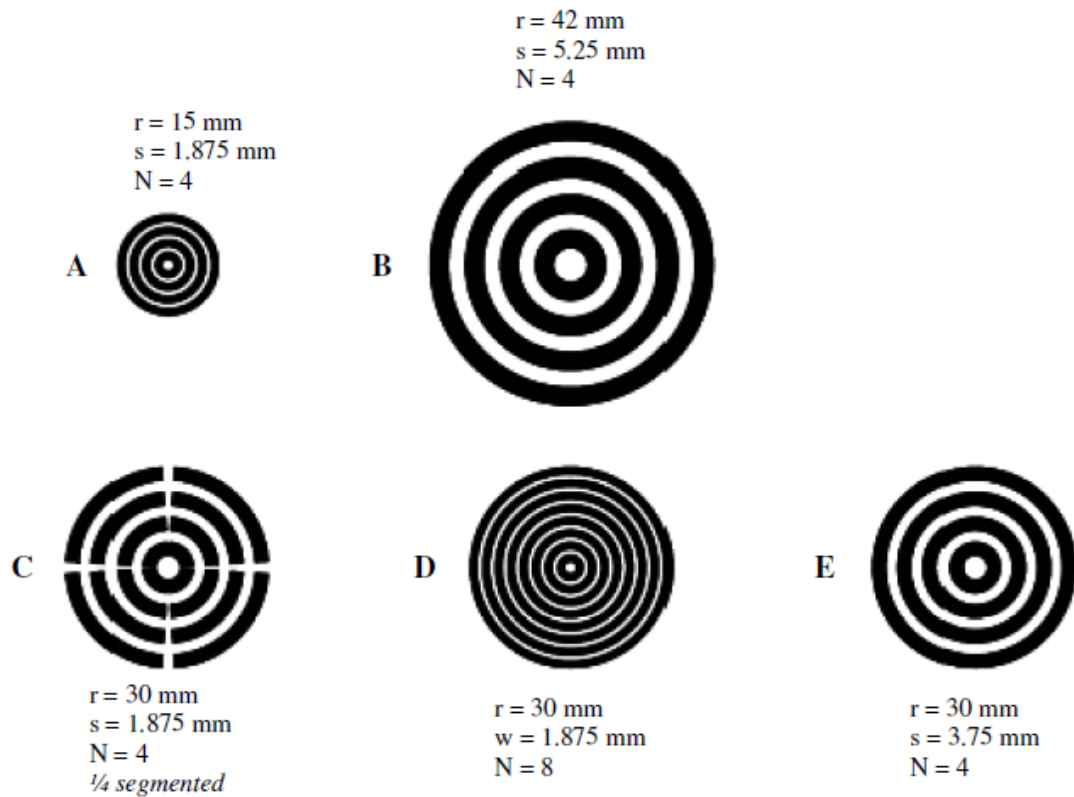 r = 42 mm
s = 5.25 mm
N = 4
r = 15 mm
s = 1.875 mm
N = 4
A
B
C
D
E
r = 30 mm
s = 1.875 mm
N = 4
¼ segmented
r = 30 mm
w = 1.875 mm
N = 8
r = 30 mm
s = 3.75 mm
N = 4